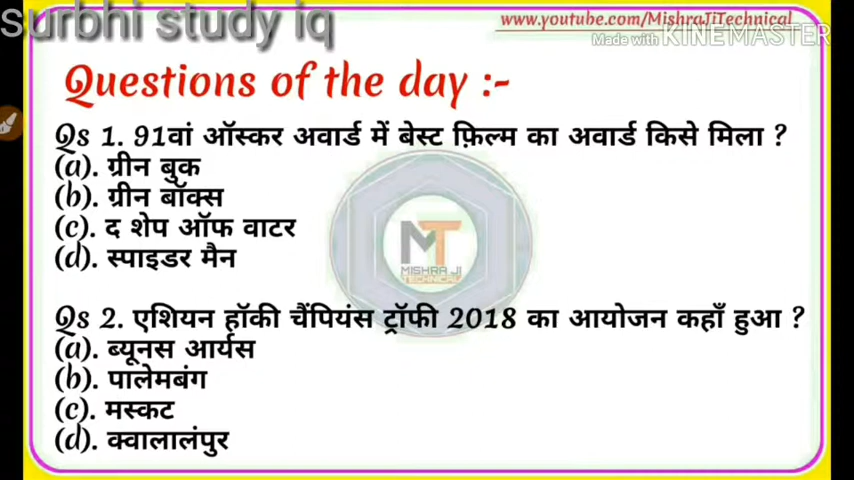 Surbhi study iq
www.youtube.com/MishraJiTechnical
Made with KINEMASTER
Questions of the day :-
Qs 1. 91वां ऑस्कर अवार्ड में बेस्ट फ़िल्म का अवार्ड किसे मिला ?
(a). ग्रीन बुक
(b). ग्रीन बॉक्स
(c). द शेप ऑफ वाटर
(d). स्पाइडर मैन
MT
MISHRA JI
TECHNICAL
Qs 2. एशियन हॉकी चैंपियंस ट्रॉफी 2018 का आयोजन कहाँ हुआ ?
(a). ब्यूनस आर्यस
(b). पालेमबंग
(c). मस्कट
(d). क्वालालंपुर